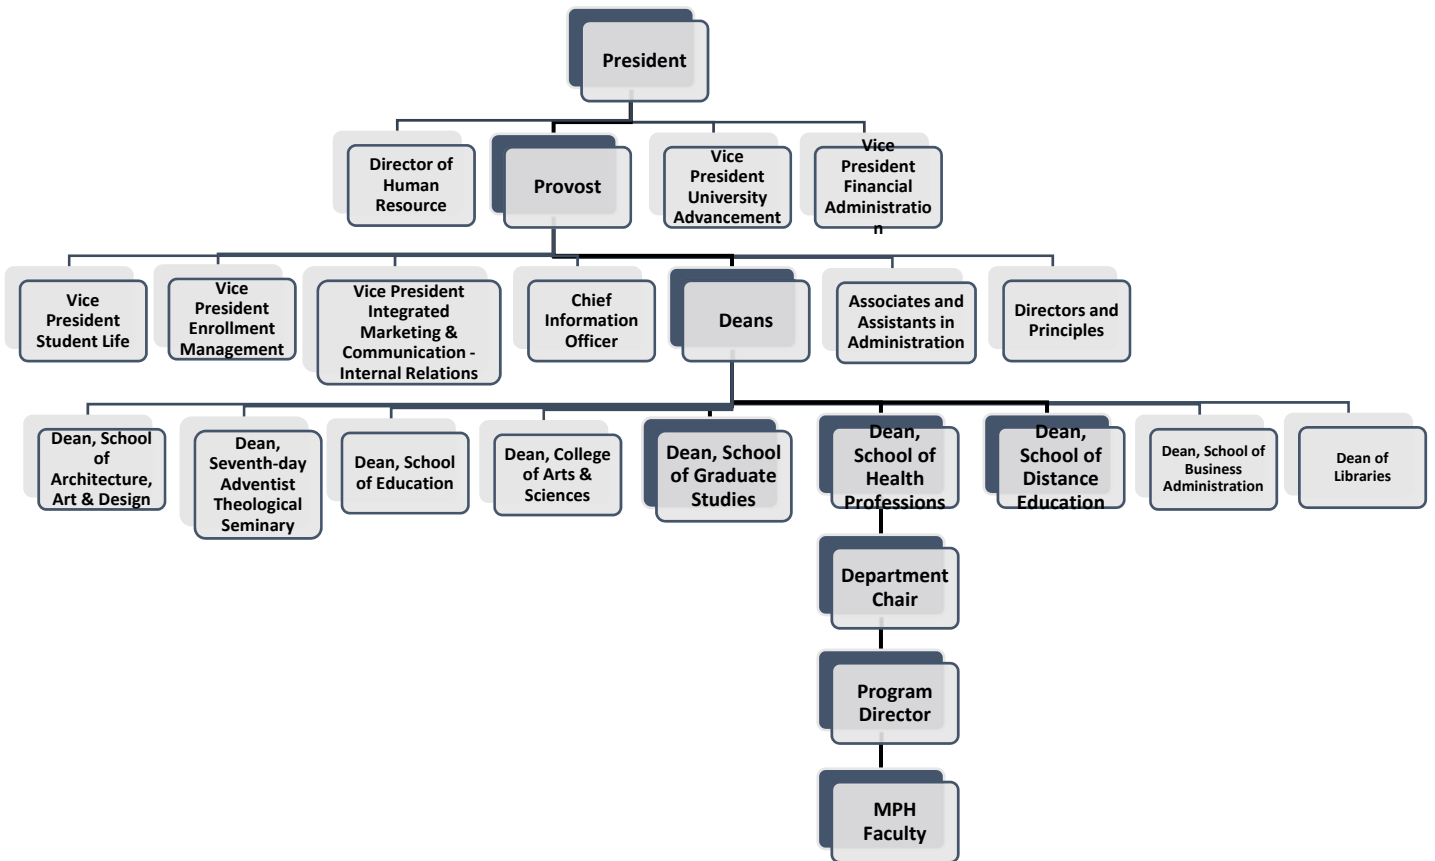 President
Director of
Human
Resource
Provost
Vice
President
University
Advancement
Vice
President
Financial
Administratio
n
Vice
President
Student Life
Vice
President
Enrollment
Management
Vice President
Integrated
Marketing &
Communication -
Internal Relations
Chief
Information
Officer
Deans
Associates and
Assistants in
Administration
Directors and
Principles
Dean, School
of
Architecture,
Art & Design
Dean,
Seventh-day
Adventist
Theological
Seminary
Dean, School
of Education
Dean, College
of Arts &
Sciences
Dean, School
of Graduate
Studies
Dean,
School of
Health
Professions
Dean,
School of
Distance
Education
Dean, School of
Business
Administration
Dean of
Libraries
Department
Chair
Program
Director
MPH
Faculty